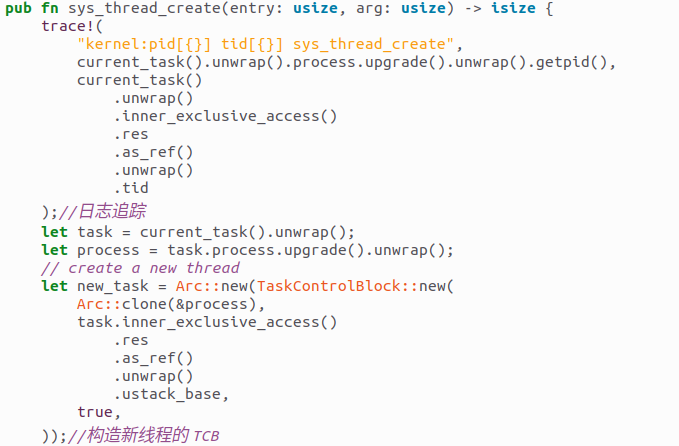 pub fn sys_thread_create(entry: usize, arg: usize) -> isize {
    trace!(
        "kernel:pid[{}] tid[{}] sys_thread_create",
        current_task().unwrap().process.upgrade().unwrap().getpid(),
        current_task()
            .unwrap()
            .inner_exclusive_access()
            .res
            .as_ref()
            .unwrap()
            .tid
    );//日志追踪
    let task = current_task().unwrap();
    let process = task.process.upgrade().unwrap();
    // create a new thread
    let new_task = Arc::new(TaskControlBlock::new(
        Arc::clone(&process),
        task.inner_exclusive_access()
            .res
            .as_ref()
            .unwrap()
            .ustack_base,
        true,
    ));//构造新线程的 TCB